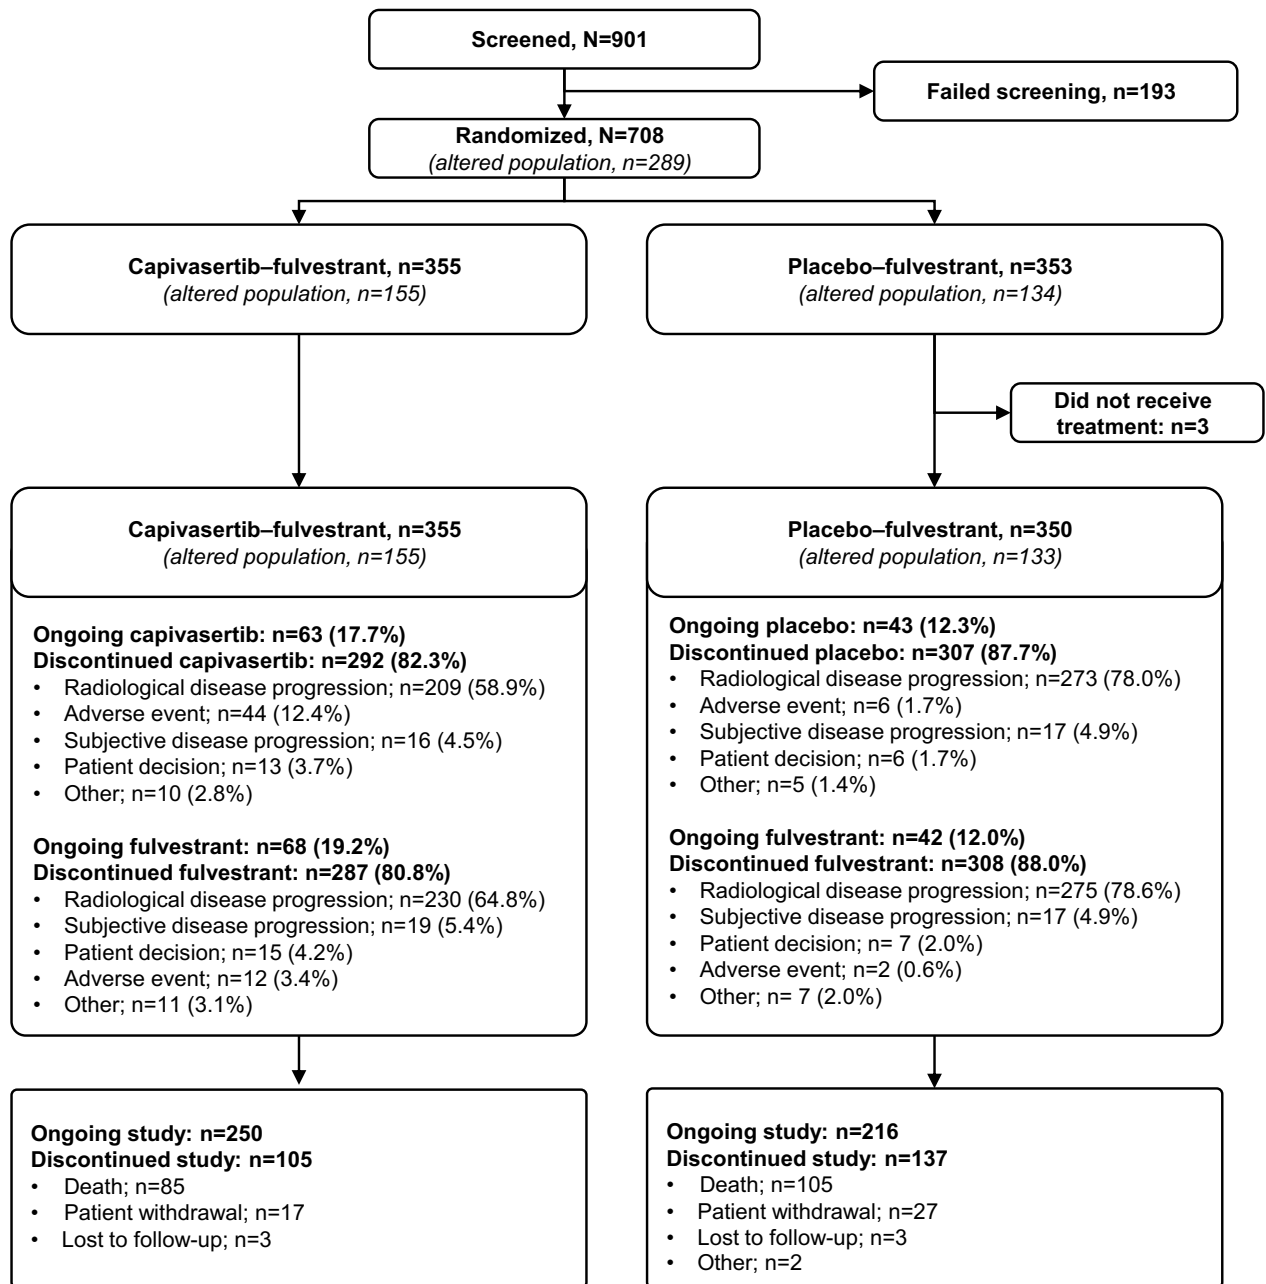 Screened, N=901
Failed screening, n=193
Randomized, N=708
(altered population, n=289)
Capivasertib–fulvestrant, n=355
(altered population, n=155)
Placebo–fulvestrant, n=353
(altered population, n=134)
Did not receive
treatment: n=3
Capivasertib–fulvestrant, n=355
(altered population, n=155)
Ongoing capivasertib: n=63 (17.7%)
Discontinued capivasertib: n=292 (82.3%)
• Radiological disease progression; n=209 (58.9%)
• Adverse event; n=44 (12.4%)
• Subjective disease progression; n=16 (4.5%)
• Patient decision; n=13 (3.7%)
• Other; n=10 (2.8%)
Ongoing fulvestrant: n=68 (19.2%)
Discontinued fulvestrant: n=287 (80.8%)
• Radiological disease progression; n=230 (64.8%)
• Subjective disease progression; n=19 (5.4%)
• Patient decision; n=15 (4.2%)
• Adverse event; n=12 (3.4%)
• Other; n=11 (3.1%)
Placebo–fulvestrant, n=350
(altered population, n=133)
Ongoing placebo: n=43 (12.3%)
Discontinued placebo: n=307 (87.7%)
• Radiological disease progression; n=273 (78.0%)
• Adverse event; n=6 (1.7%)
• Subjective disease progression; n=17 (4.9%)
• Patient decision; n=6 (1.7%)
• Other; n=5 (1.4%)
Ongoing fulvestrant: n=42 (12.0%)
Discontinued fulvestrant: n=308 (88.0%)
• Radiological disease progression; n=275 (78.6%)
• Subjective disease progression; n=17 (4.9%)
• Patient decision; n= 7 (2.0%)
• Adverse event; n=2 (0.6%)
• Other; n= 7 (2.0%)
Ongoing study: n=250
Discontinued study: n=105
• Death; n=85
• Patient withdrawal; n=17
• Lost to follow-up; n=3
Ongoing study: n=216
Discontinued study: n=137
• Death; n=105
• Patient withdrawal; n=27
• Lost to follow-up; n=3
• Other; n=2